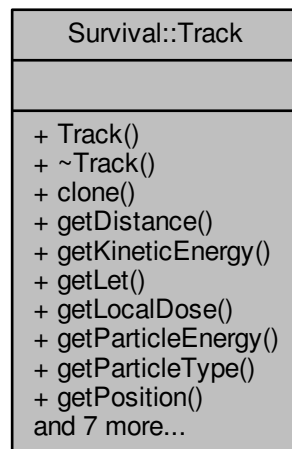 Survival::Track
+ Track()
+ ~Track()
+ clone()
+ getDistance()
+ getKineticEnergy()
+ getLet()
+ getLocalDose()
+ getParticleEnergy()
+ getParticleType()
+ getPosition()
and 7 more...